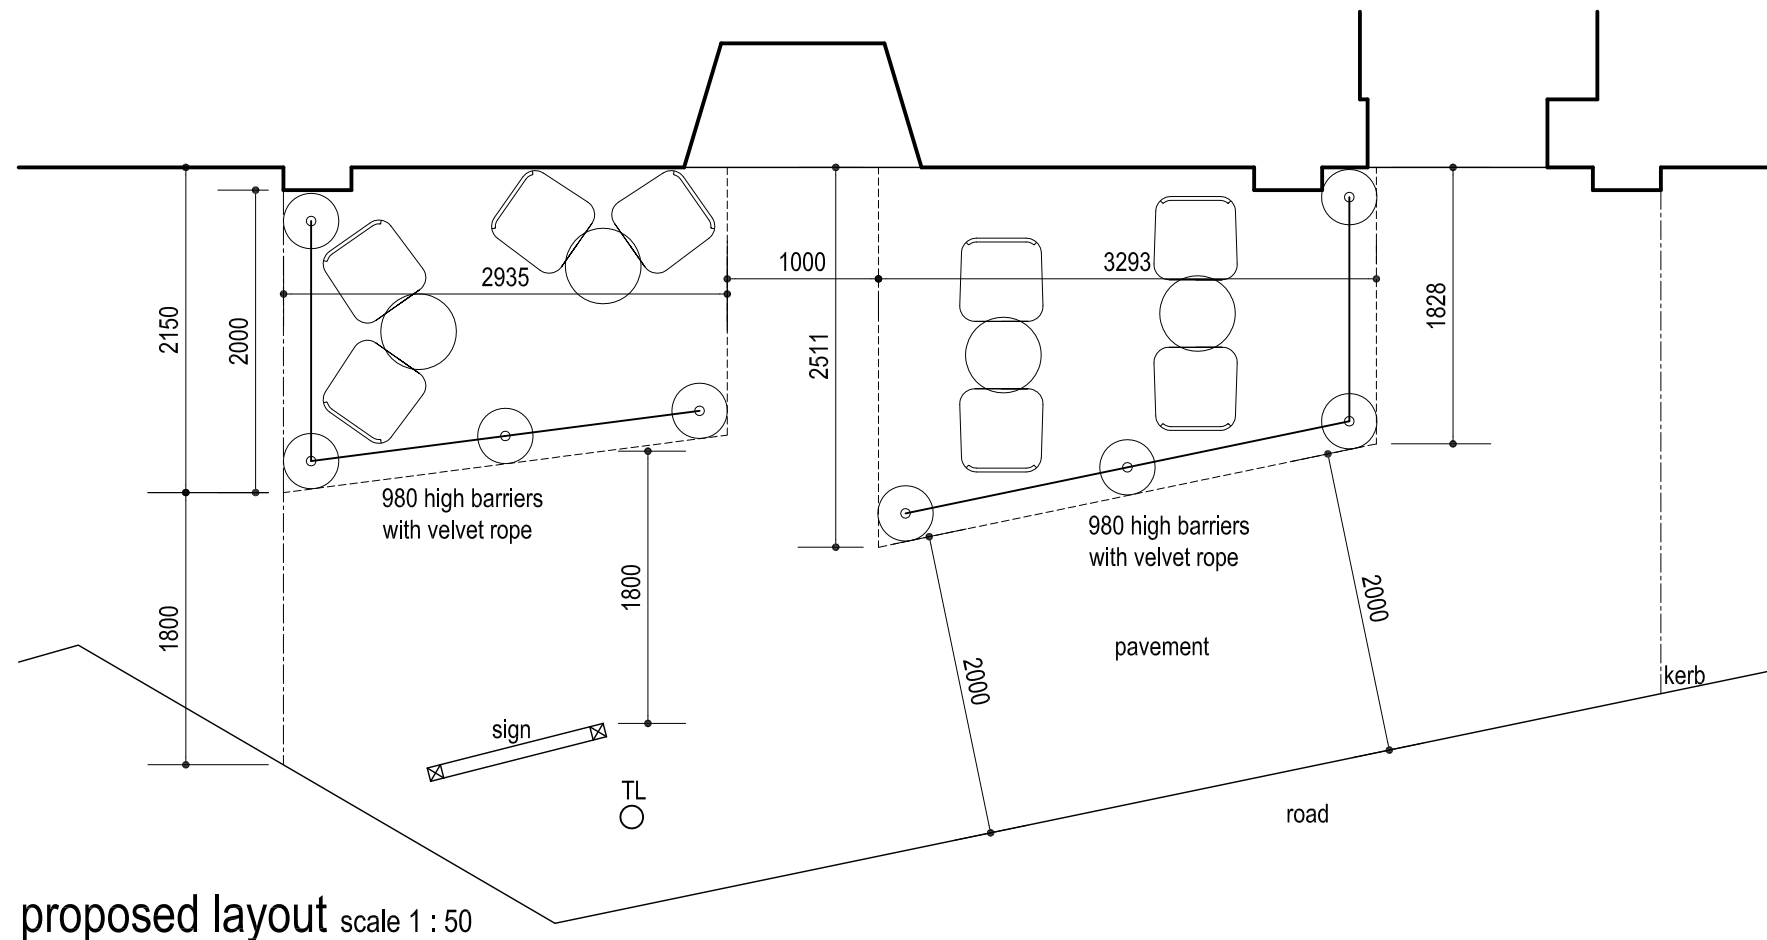 2935
1000
3293
2150
2000
2511
1828
980 high barriers
with velvet rope
980 high barriers
with velvet rope
1800
1800
2000
2000
pavement
kerb
sign
TL
road
proposed layout scale 1 : 50